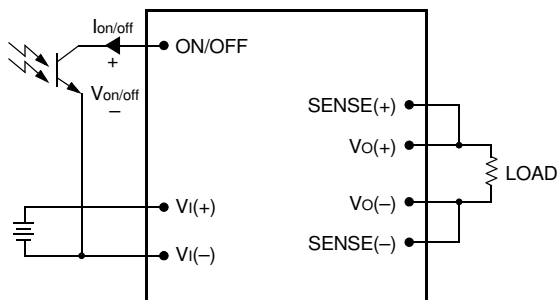 Ion/off
+
Von/off
–
ON/OFF
SENSE(+)
VO(+)
LOAD
VO(–)
SENSE(–)
VI(+)
VI(–)